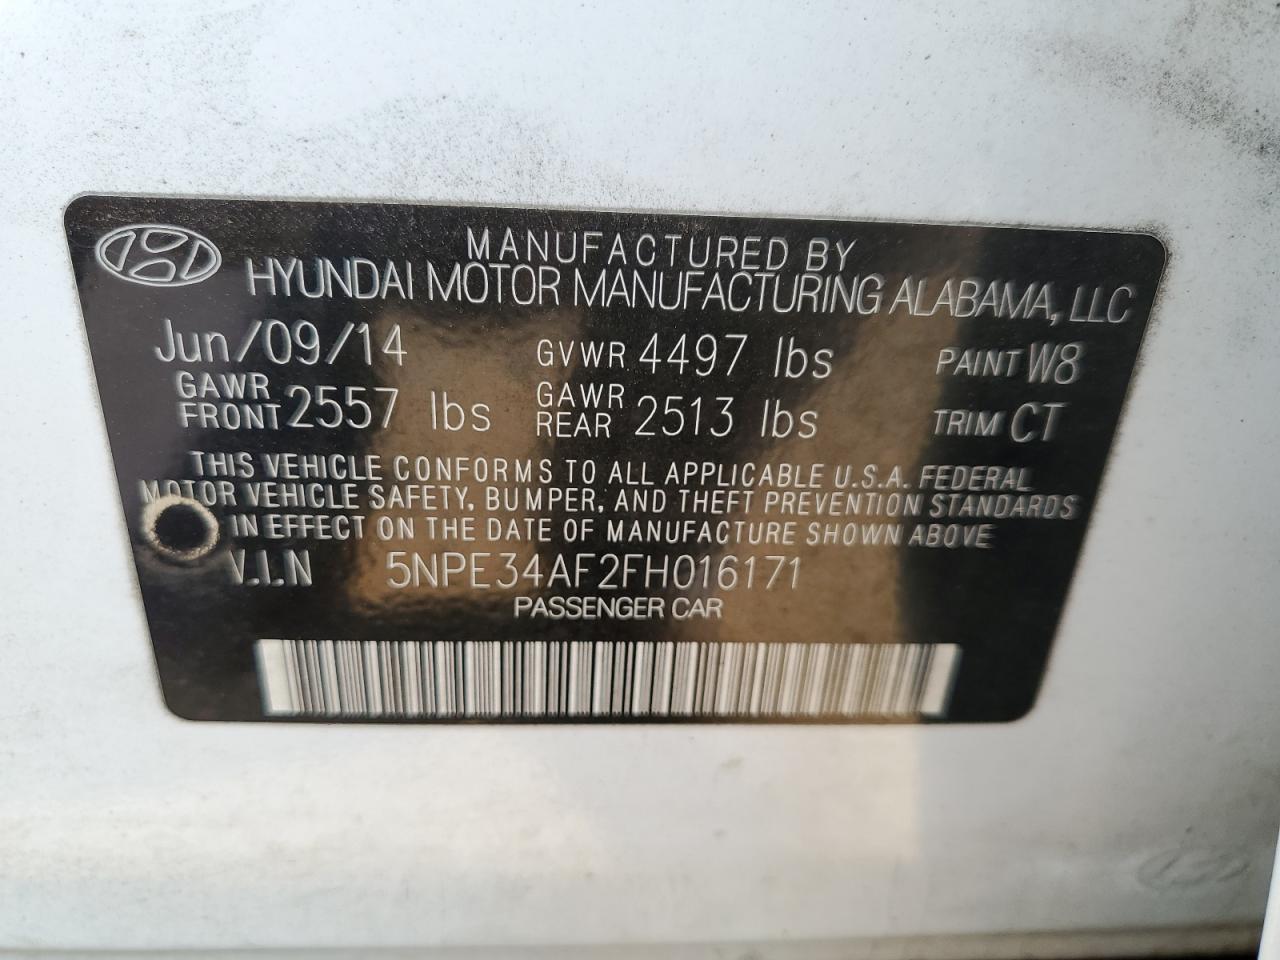 MANUFACTURED BY
HYUNDAI MOTOR MANUFACTURING ALABAMA, LLC
Jun/09/14 GVWR 4497 lbs PAINT W8
GAWR FRONT 2557 lbs GAWR REAR 2513 lbs TRIM CT
THIS VEHICLE CONFORMS TO ALL APPLICABLE U.S.A. FEDERAL
MOTOR VEHICLE SAFETY, BUMPER, AND THEFT PREVENTION STANDARDS
IN EFFECT ON THE DATE OF MANUFACTURE SHOWN ABOVE
V.I.N 5NPE34AF2FH016171
PASSENGER CAR